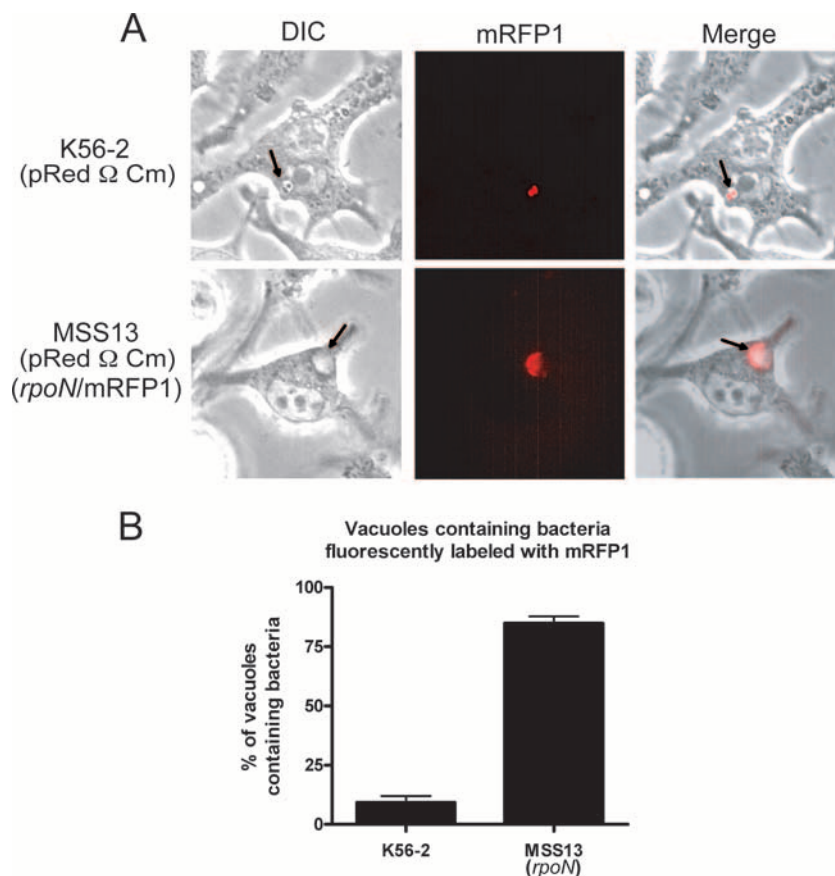 A
DIC mRFP1 Merge
K56-2
(pRed Ω Cm)
MSS13
(pRed Ω Cm)
(rpoN/mRFP1)
B
Vacuoles containing bacteria
fluorescently labeled with mRFP1
% of vacuoles
containing bacteria
100
75
50
25
0
K56-2 MSS13
(rpoN)